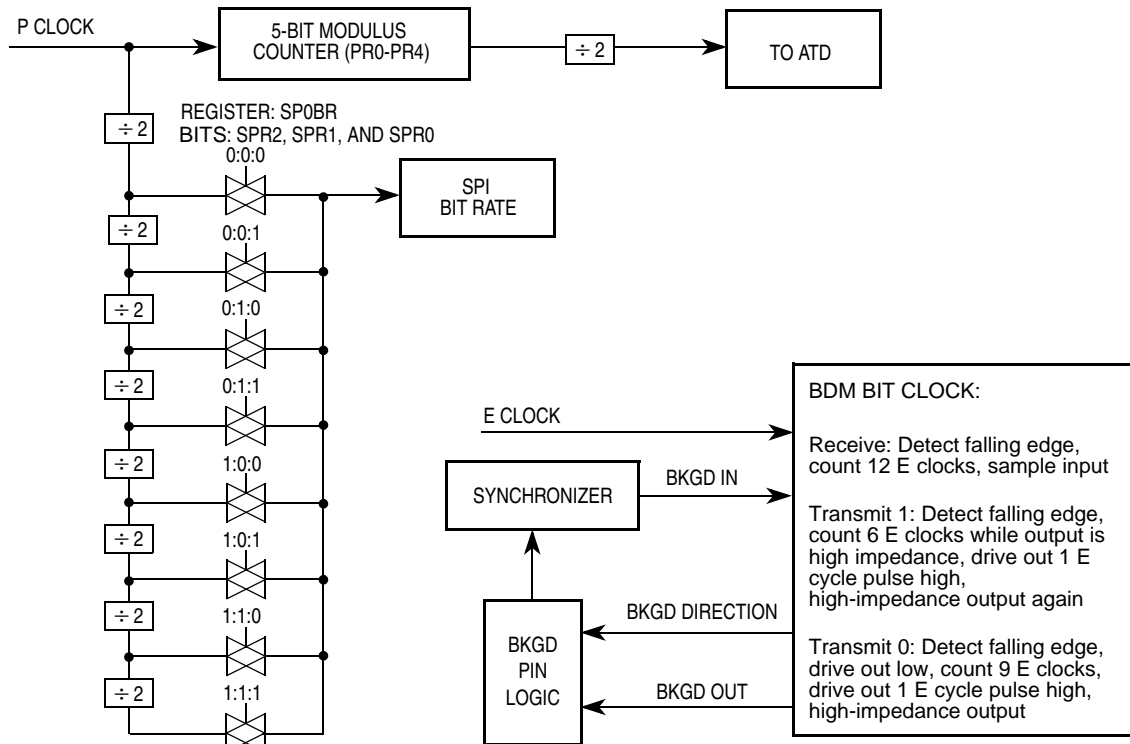 P CLOCK
5-BIT MODULUS
COUNTER (PR0-PR4)
÷ 2
TO ATD
÷ 2
REGISTER: SP0BR
BITS: SPR2, SPR1, AND SPR0
0:0:0
SPI
BIT RATE
÷ 2
0:0:1
÷ 2
0:1:0
÷ 2
0:1:1
÷ 2
1:0:0
÷ 2
1:0:1
÷ 2
1:1:0
÷ 2
1:1:1
E CLOCK
SYNCHRONIZER
BKGD IN
BKGD DIRECTION
BKGD
PIN
LOGIC
BKGD OUT
BDM BIT CLOCK:
Receive: Detect falling edge,
count 12 E clocks, sample input
Transmit 1: Detect falling edge,
count 6 E clocks while output is
high impedance, drive out 1 E
cycle pulse high,
high-impedance output again
Transmit 0: Detect falling edge,
drive out low, count 9 E clocks,
drive out 1 E cycle pulse high,
high-impedance output